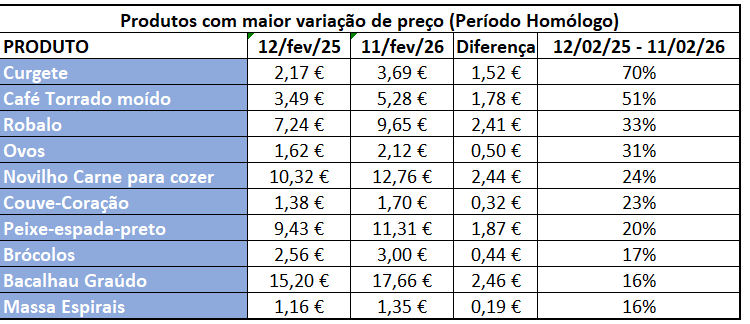 Produtos com maior variação de preço (Período Homólogo)
PRODUTO 12/fev/25 11/fev/26 Diferença 12/02/25 - 11/02/26
Curgete 2,17 € 3,69 € 1,52 € 70%
Café Torrado moído 3,49 € 5,28 € 1,78 € 51%
Robalo 7,24 € 9,65 € 2,41 € 33%
Ovos 1,62 € 2,12 € 0,50 € 31%
Novilho Carne para cozer 10,32 € 12,76 € 2,44 € 24%
Couve-Coração 1,38 € 1,70 € 0,32 € 23%
Peixe-espada-preto 9,43 € 11,31 € 1,87 € 20%
Brócolos 2,56 € 3,00 € 0,44 € 17%
Bacalhau Graúdo 15,20 € 17,66 € 2,46 € 16%
Massa Espirais 1,16 € 1,35 € 0,19 € 16%